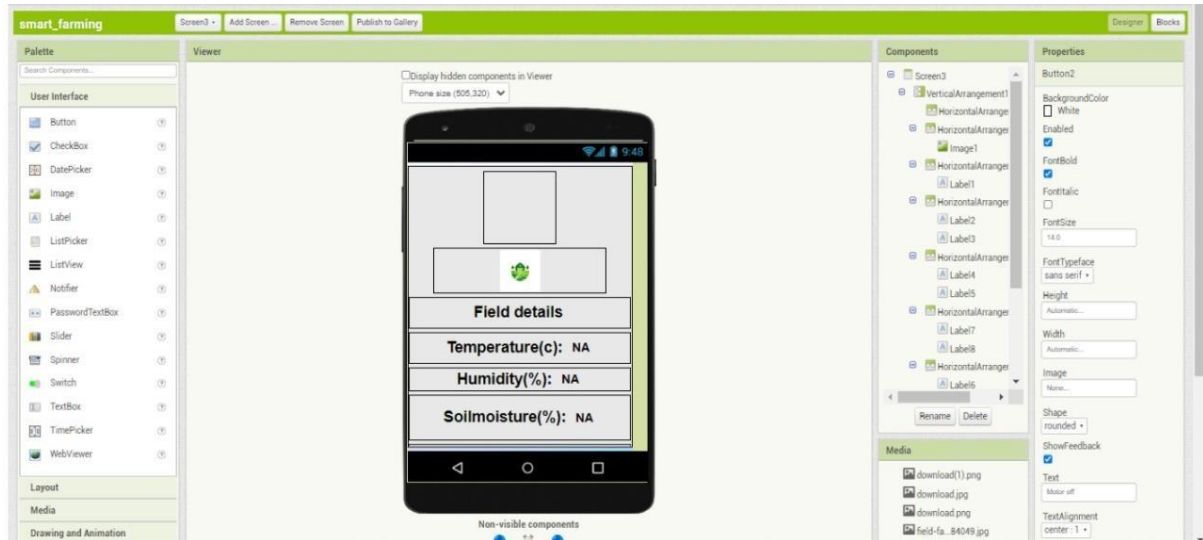 smart_farming
Screen3
Add Screen ...
Remove Screen
Publish to Gallery
Designer
Blocks
Palette
Search Components...
User Interface
Button
CheckBox
DatePicker
Image
Label
ListPicker
ListView
Notifier
PasswordTextBox
Slider
Spinner
Switch
TextBox
TimePicker
WebViewer
Layout
Media
Drawing and Animation
Viewer
Display hidden components in Viewer
Phone size (505,320)
9:48
Field details
Temperature(c): NA
Humidity(%): NA
Soilmoisture(%): NA
Non-visible components
Components
Screen3
VerticalArrangement1
HorizontalArrange
HorizontalArranger
Image1
HorizontalArranger
Label1
HorizontalArranger
Label2
Label3
HorizontalArranger
Label4
Label5
HorizontalArranger
Label7
Label8
HorizontalArranger
Label6
Rename
Delete
Media
download(1).png
download.jpg
download.png
field-fa...84049.jpg
Properties
Button2
BackgroundColor
White
Enabled
FontBold
FontItalic
FontSize
14.0
FontTypeface
sans serif
Height
Automatic...
Width
Automatic...
Image
None...
Shape
rounded
ShowFeedback
Text
Motor off
TextAlignment
center : 1